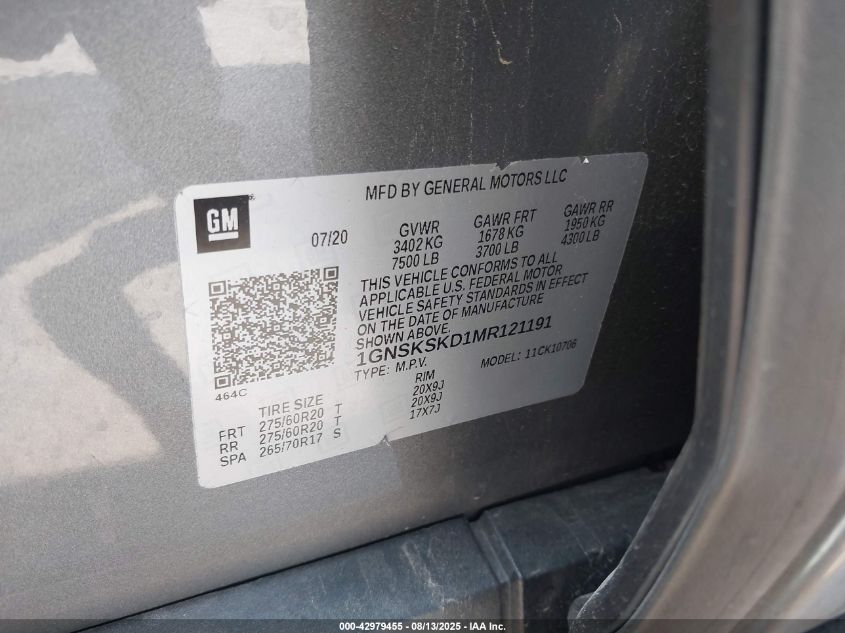 MFD BY GENERAL MOTORS LLC
GM
07/20
GVWR GAWR FRT GAWR RR
3402 KG 1678 KG 1950 KG
7500 LB 3700 LB 4300 LB
THIS VEHICLE CONFORMS TO ALL
APPLICABLE U.S. FEDERAL MOTOR
VEHICLE SAFETY STANDARDS IN EFFECT
ON THE DATE OF MANUFACTURE
SHOWN ABOVE.
1GNSKSKD1MR121191
TYPE: M.P.V. MODEL: 11CK10706
464C
TIRE SIZE RIM
FRT 275/60R20 T 20X9J
RR 275/60R20 T 20X9J
SPA 265/70R17 S 17X7J
000-42979455 - 08/13/2025 - IAA Inc.